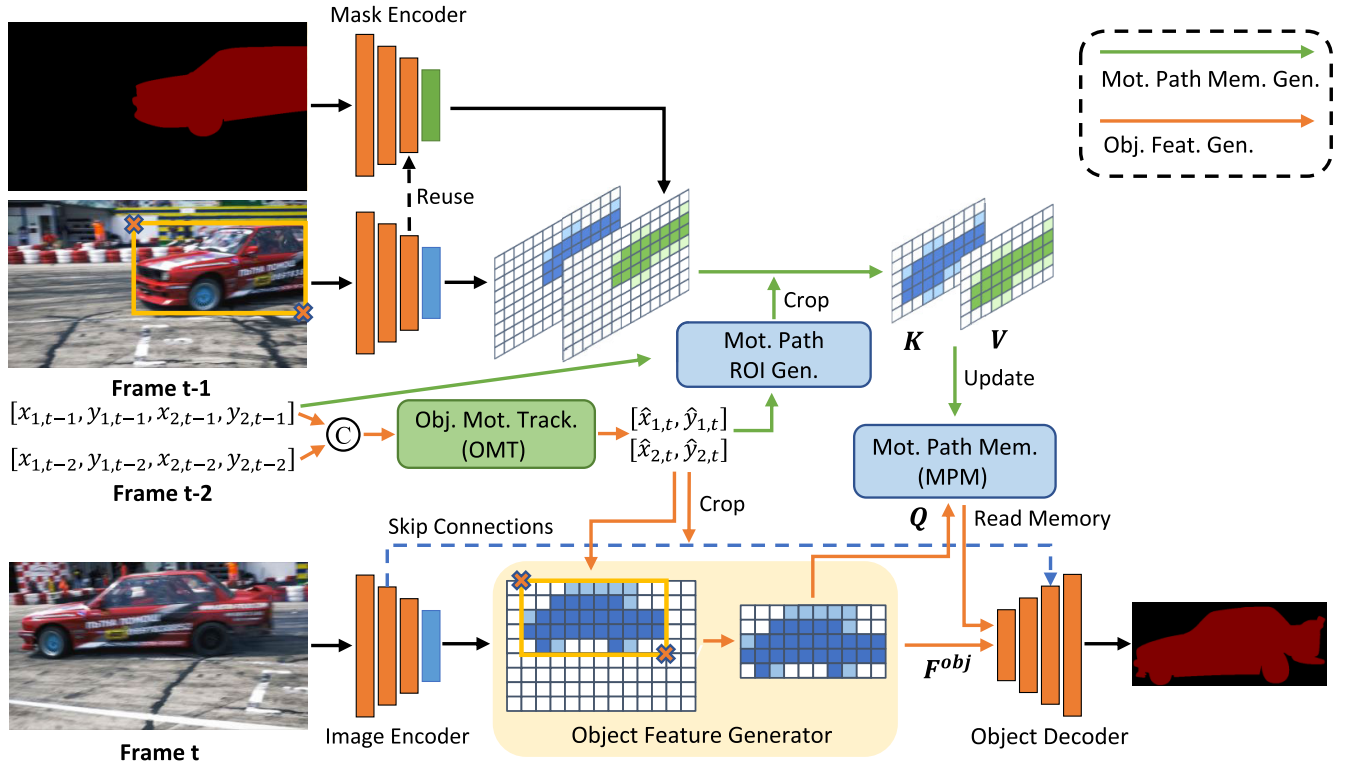 Mask Encoder
Mot. Path Mem. Gen.
Obj. Feat. Gen.
Reuse
Crop
K
V
Mot. Path
ROI Gen.
Update
Frame t-1
[x₁,ₜ₋₁, y₁,ₜ₋₁, x₂,ₜ₋₁, y₂,ₜ₋₁]
[x₁,ₜ₋₂, y₁,ₜ₋₂, x₂,ₜ₋₂, y₂,ₜ₋₂]
Frame t-2
C
Obj. Mot. Track.
(OMT)
[x̂₁,ₜ, ŷ₁,ₜ]
[x̂₂,ₜ, ŷ₂,ₜ]
Mot. Path Mem.
(MPM)
Crop
Skip Connections
Q
Read Memory
F^obj
Frame t
Image Encoder
Object Feature Generator
Object Decoder